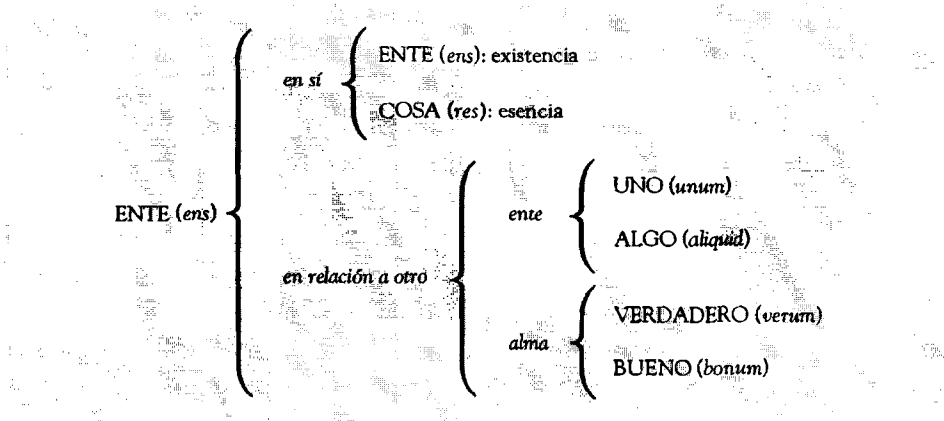 ENTE (ens): existencia
en sí
COSA (res): esencia
UNO (unum)
ente
ENTE (ens)
ALGO (aliquid)
en relación a otro
VERDADERO (verum)
alma
BUENO (bonum)